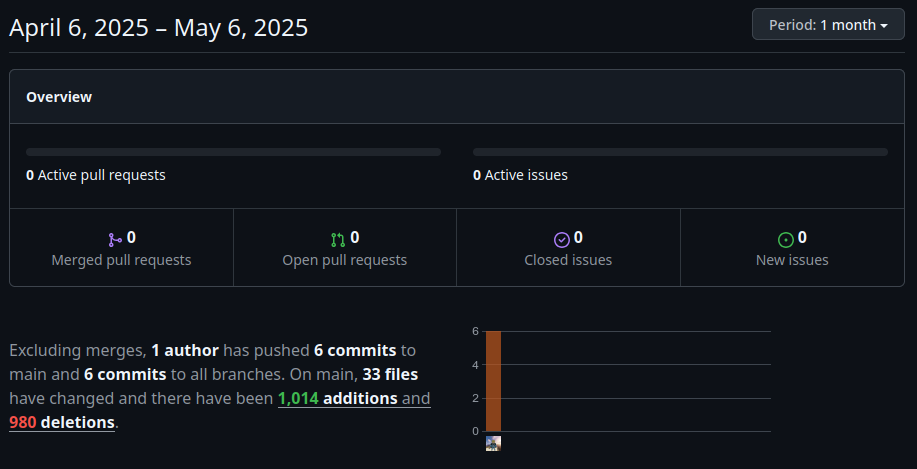 April 6, 2025 – May 6, 2025
Period: 1 month
Overview
0 Active pull requests
0 Active issues
0
Merged pull requests
0
Open pull requests
0
Closed issues
0
New issues
Excluding merges, 1 author has pushed 6 commits to
main and 6 commits to all branches. On main, 33 files
have changed and there have been 1,014 additions and
980 deletions.
6
4
2
0